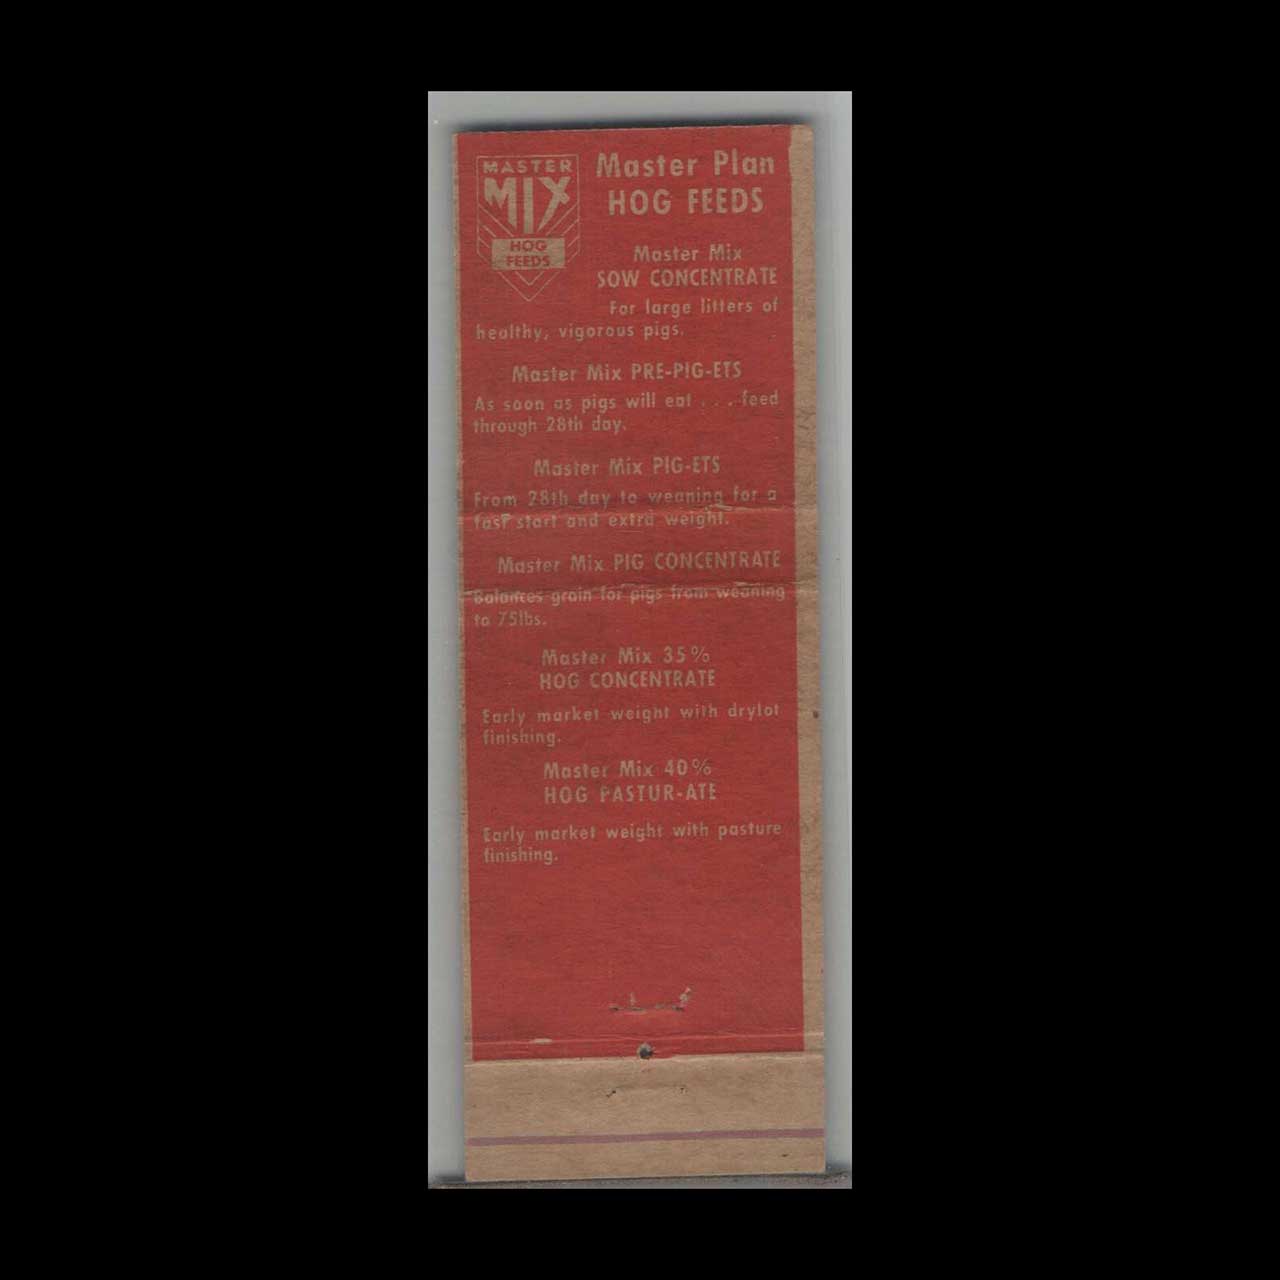 MASTER
MIX
HOG
FEEDS
Master Plan
HOG FEEDS
Master Mix
SOW CONCENTRATE
For large litters of
healthy, vigorous pigs.
Master Mix PRE-PIG-ETS
As soon as pigs will eat . . . feed
through 28th day.
Master Mix PIG-ETS
From 28th day to weaning for a
fast start and extra weight.
Master Mix PIG CONCENTRATE
Balances grain for pigs from weaning
to 75lbs.
Master Mix 35%
HOG CONCENTRATE
Early market weight with drylot
finishing.
Master Mix 40%
HOG PASTUR-ATE
Early market weight with pasture
finishing.